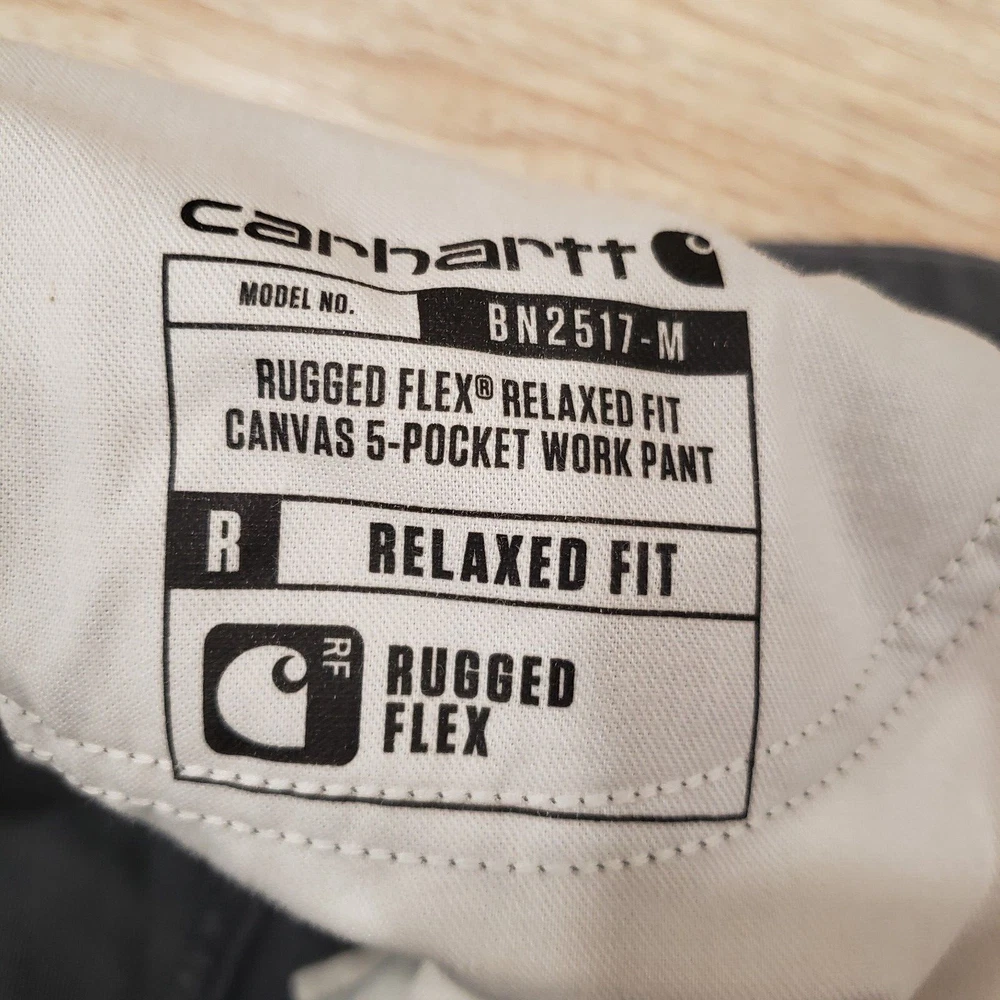 carhartt
MODEL NO. BN2517-M
RUGGED FLEX® RELAXED FIT
CANVAS 5-POCKET WORK PANT
R RELAXED FIT
RF
RUGGED
FLEX